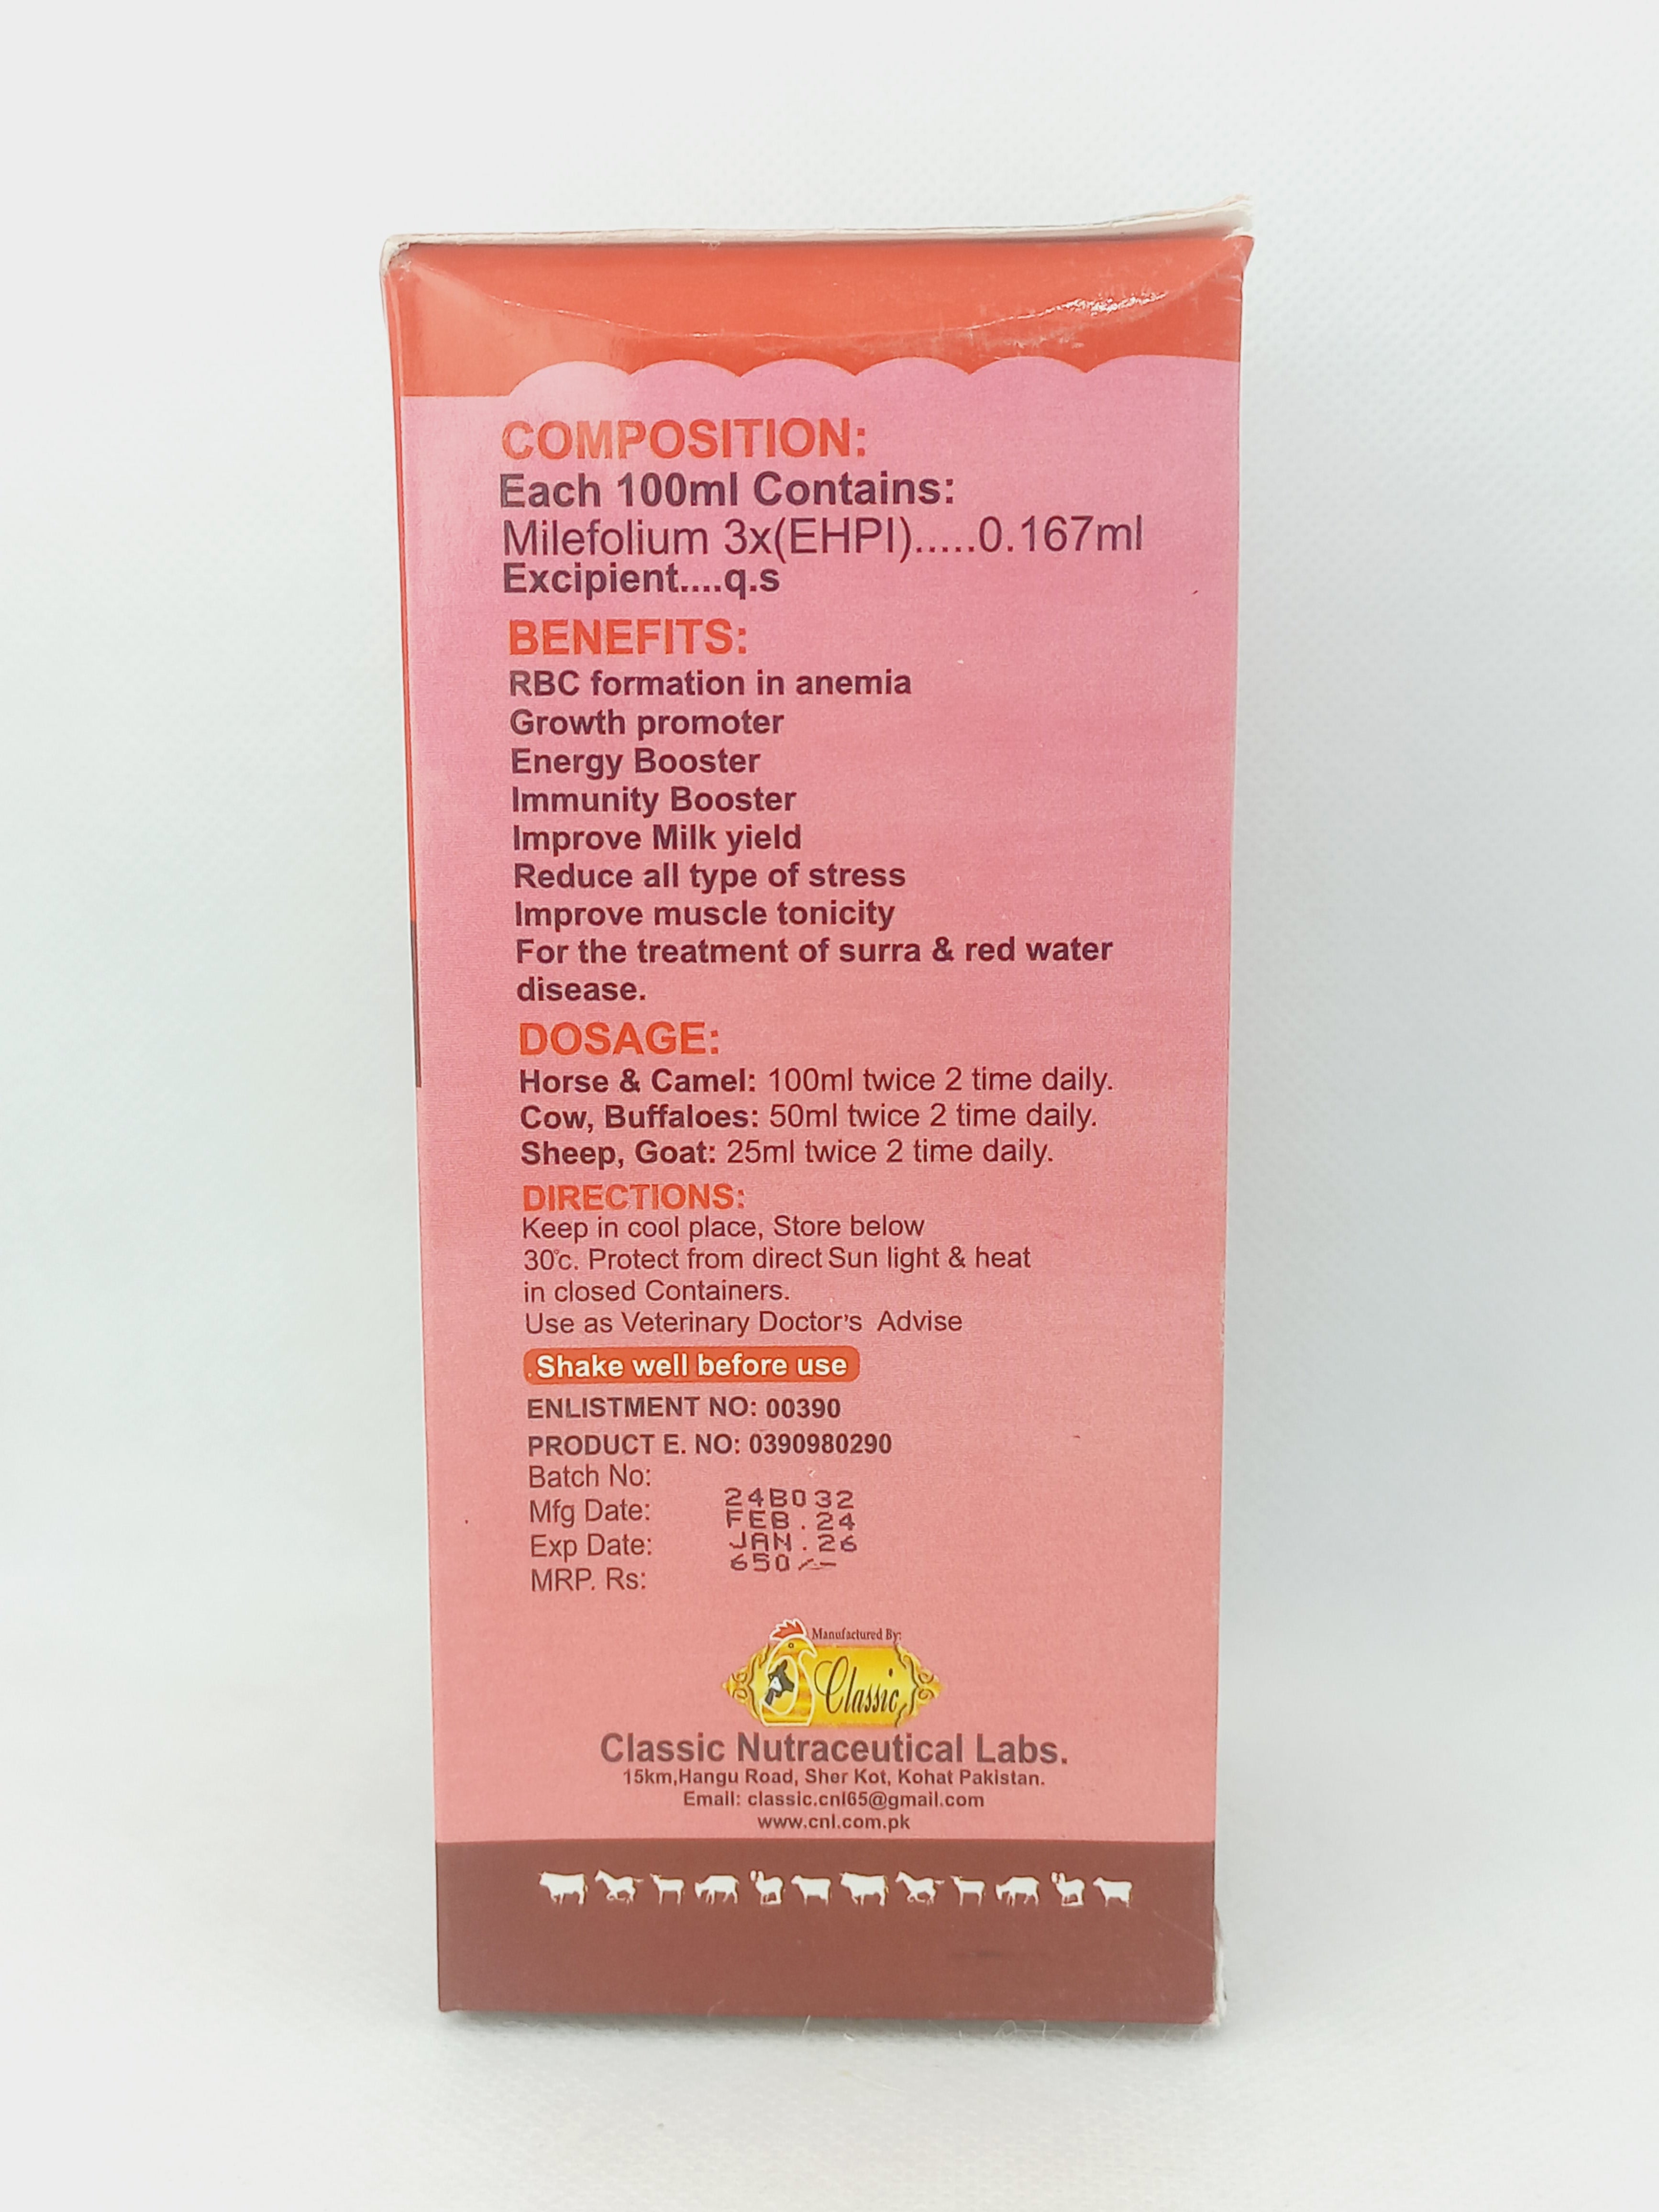 COMPOSITION:
Each 100ml Contains:
Milefolium 3x(EHPI).....0.167ml
Excipient....q.s
BENEFITS:
RBC formation in anemia
Growth promoter
Energy Booster
Immunity Booster
Improve Milk yield
Reduce all type of stress
Improve muscle tonicity
For the treatment of surra & red water
disease.
DOSAGE:
Horse & Camel: 100ml twice 2 time daily.
Cow, Buffaloes: 50ml twice 2 time daily.
Sheep, Goat: 25ml twice 2 time daily.
DIRECTIONS:
Keep in cool place, Store below
30°c. Protect from direct Sun light & heat
in closed Containers.
Use as Veterinary Doctor's Advise
Shake well before use
ENLISTMENT NO: 00390
PRODUCT E. NO: 0390980290
Batch No: 24B032
Mfg Date: FEB.24
Exp Date: JAN.26
MRP. Rs: 650/-
Manufactured By:
Classic
Classic Nutraceutical Labs.
15km,Hangu Road, Sher Kot, Kohat Pakistan.
Email: classic.cnl65@gmail.com
www.cnl.com.pk